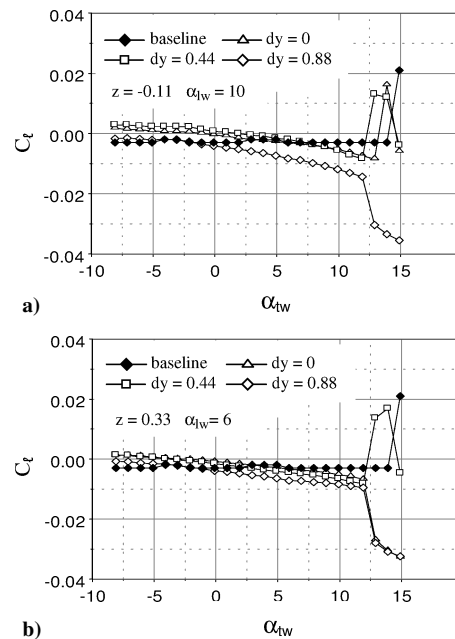 0.04
baseline dy = 0
dy = 0.44 dy = 0.88
0.02
z = -0.11 αlw = 10
0.00
Cℓ
-0.02
-0.04
-10 -5 0 5 10 15
a) αtw
0.04
baseline dy = 0
dy = 0.44 dy = 0.88
0.02
z = 0.33 αlw = 6
0.00
Cℓ
-0.02
-0.04
-10 -5 0 5 10 15
b) αtw